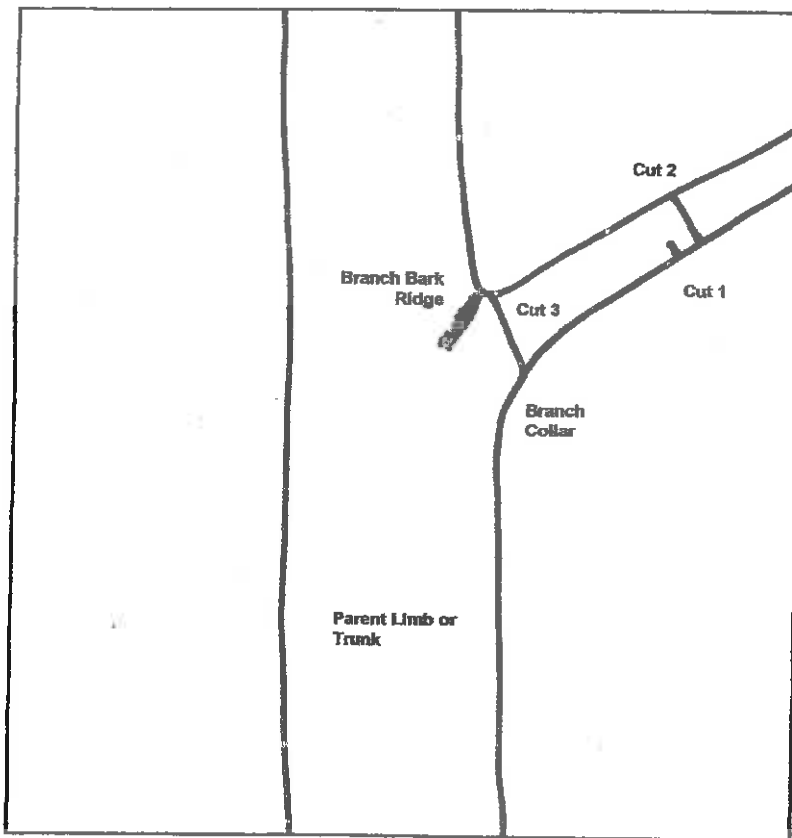 Cut 2
Branch Bark
Ridge
Cut 1
Cut 3
Branch
Collar
Parent Limb or
Trunk